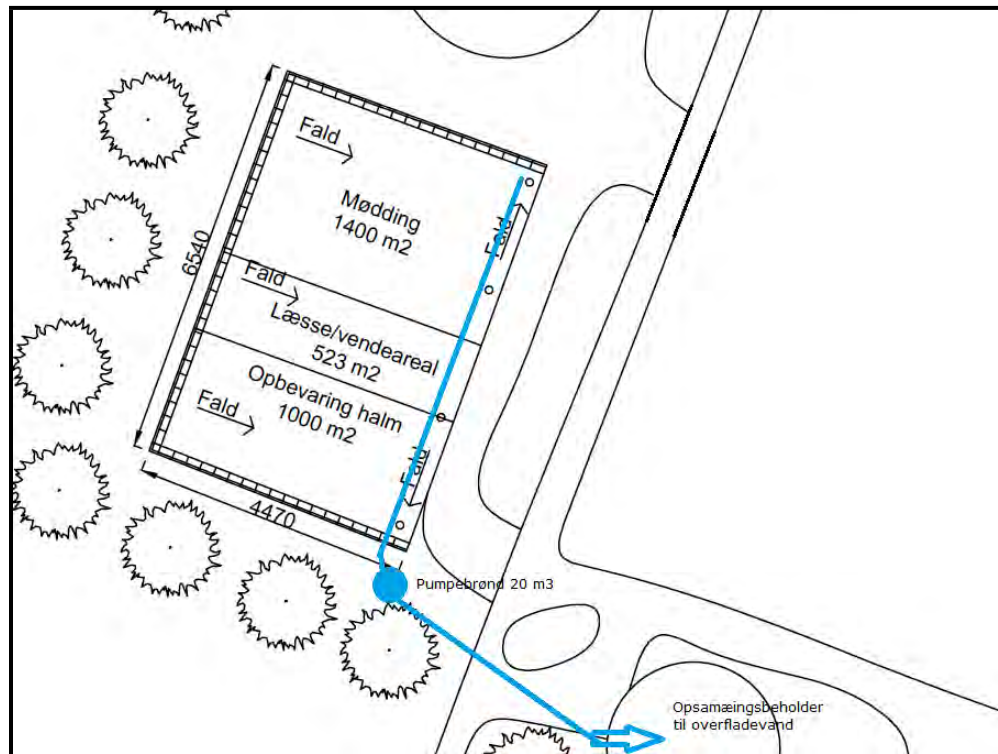 Fald
Mødding
1400 m2
Fald
6540
Fald
Læsse/vendeareal
523 m2
Opbevaring halm
1000 m2
Fald
Fald
4470
Pumpebrønd 20 m3
Opsamæingsbeholder
til overfladevand